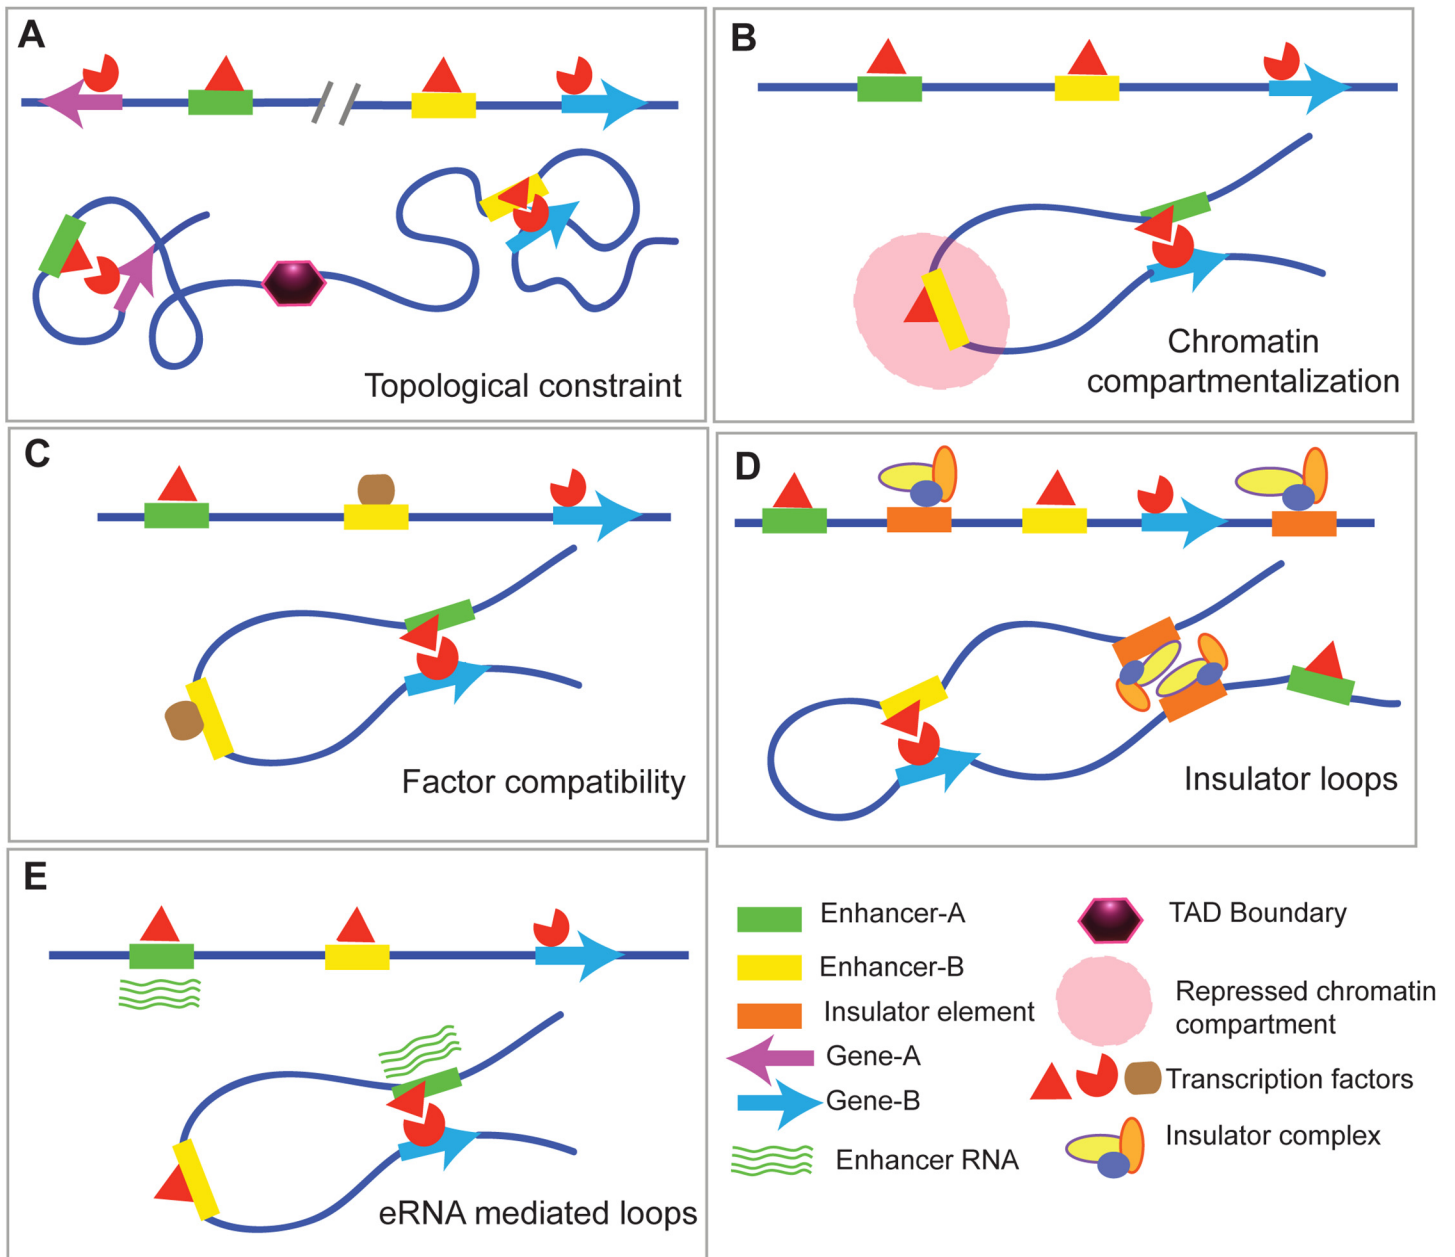 A
Topological constraint
B
Chromatin
compartmentalization
C
Factor compatibility
D
Insulator loops
E
eRNA mediated loops
Enhancer-A
Enhancer-B
Insulator element
Gene-A
Gene-B
Enhancer RNA
TAD Boundary
Repressed chromatin
compartment
Transcription factors
Insulator complex